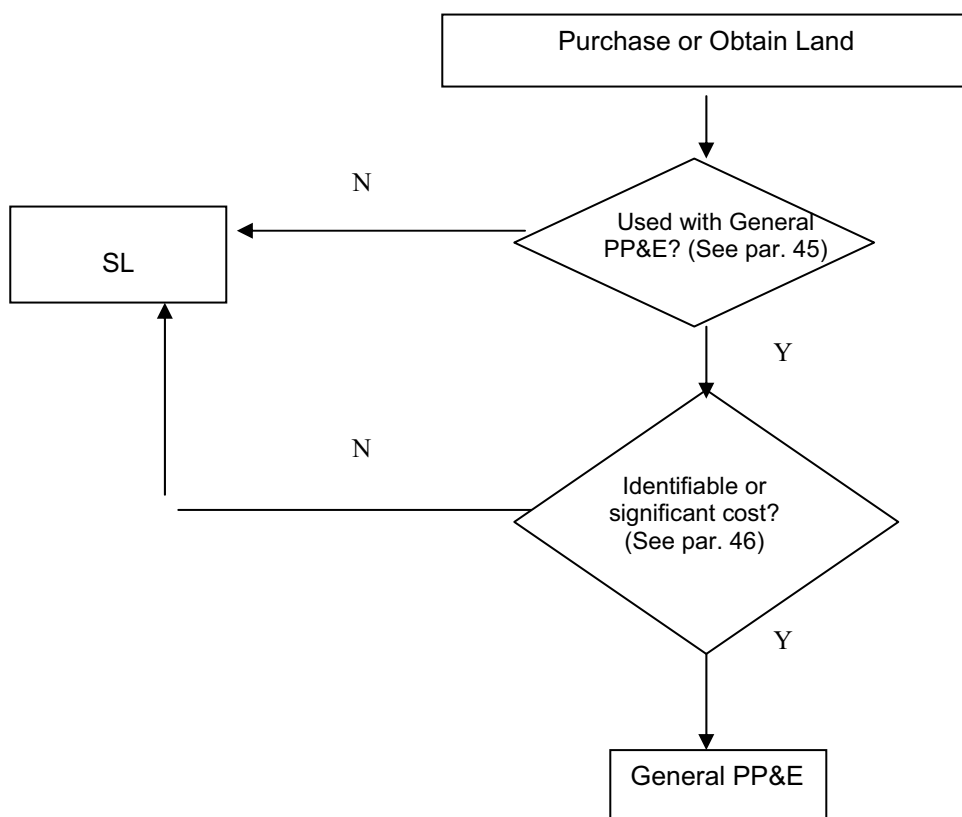 Purchase or Obtain Land
N
Used with General
PP&E? (See par. 45)
SL
Y
N
Identifiable or
significant cost?
(See par. 46)
Y
General PP&E